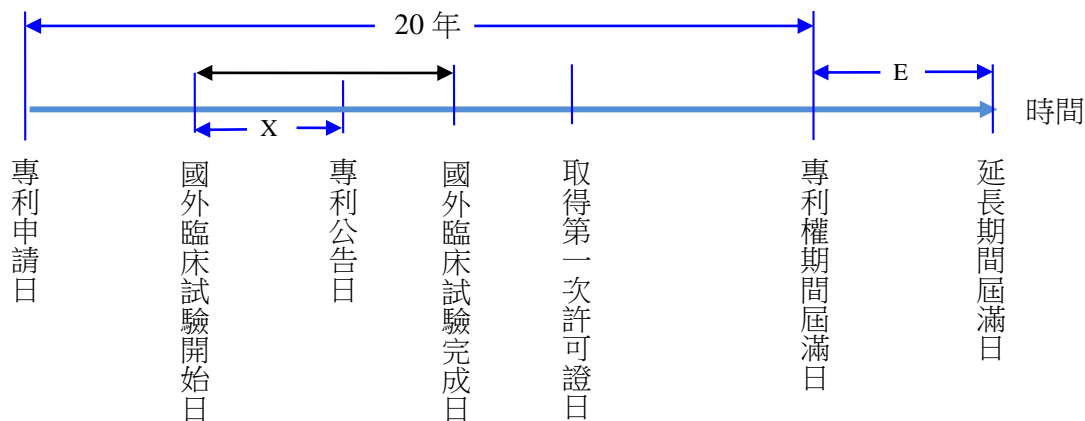 20 年
E
X
時間
專利申請日
國外臨床試驗開始日
專利公告日
國外臨床試驗完成日
取得第一次許可證日
專利權期間屆滿日
延長期間屆滿日